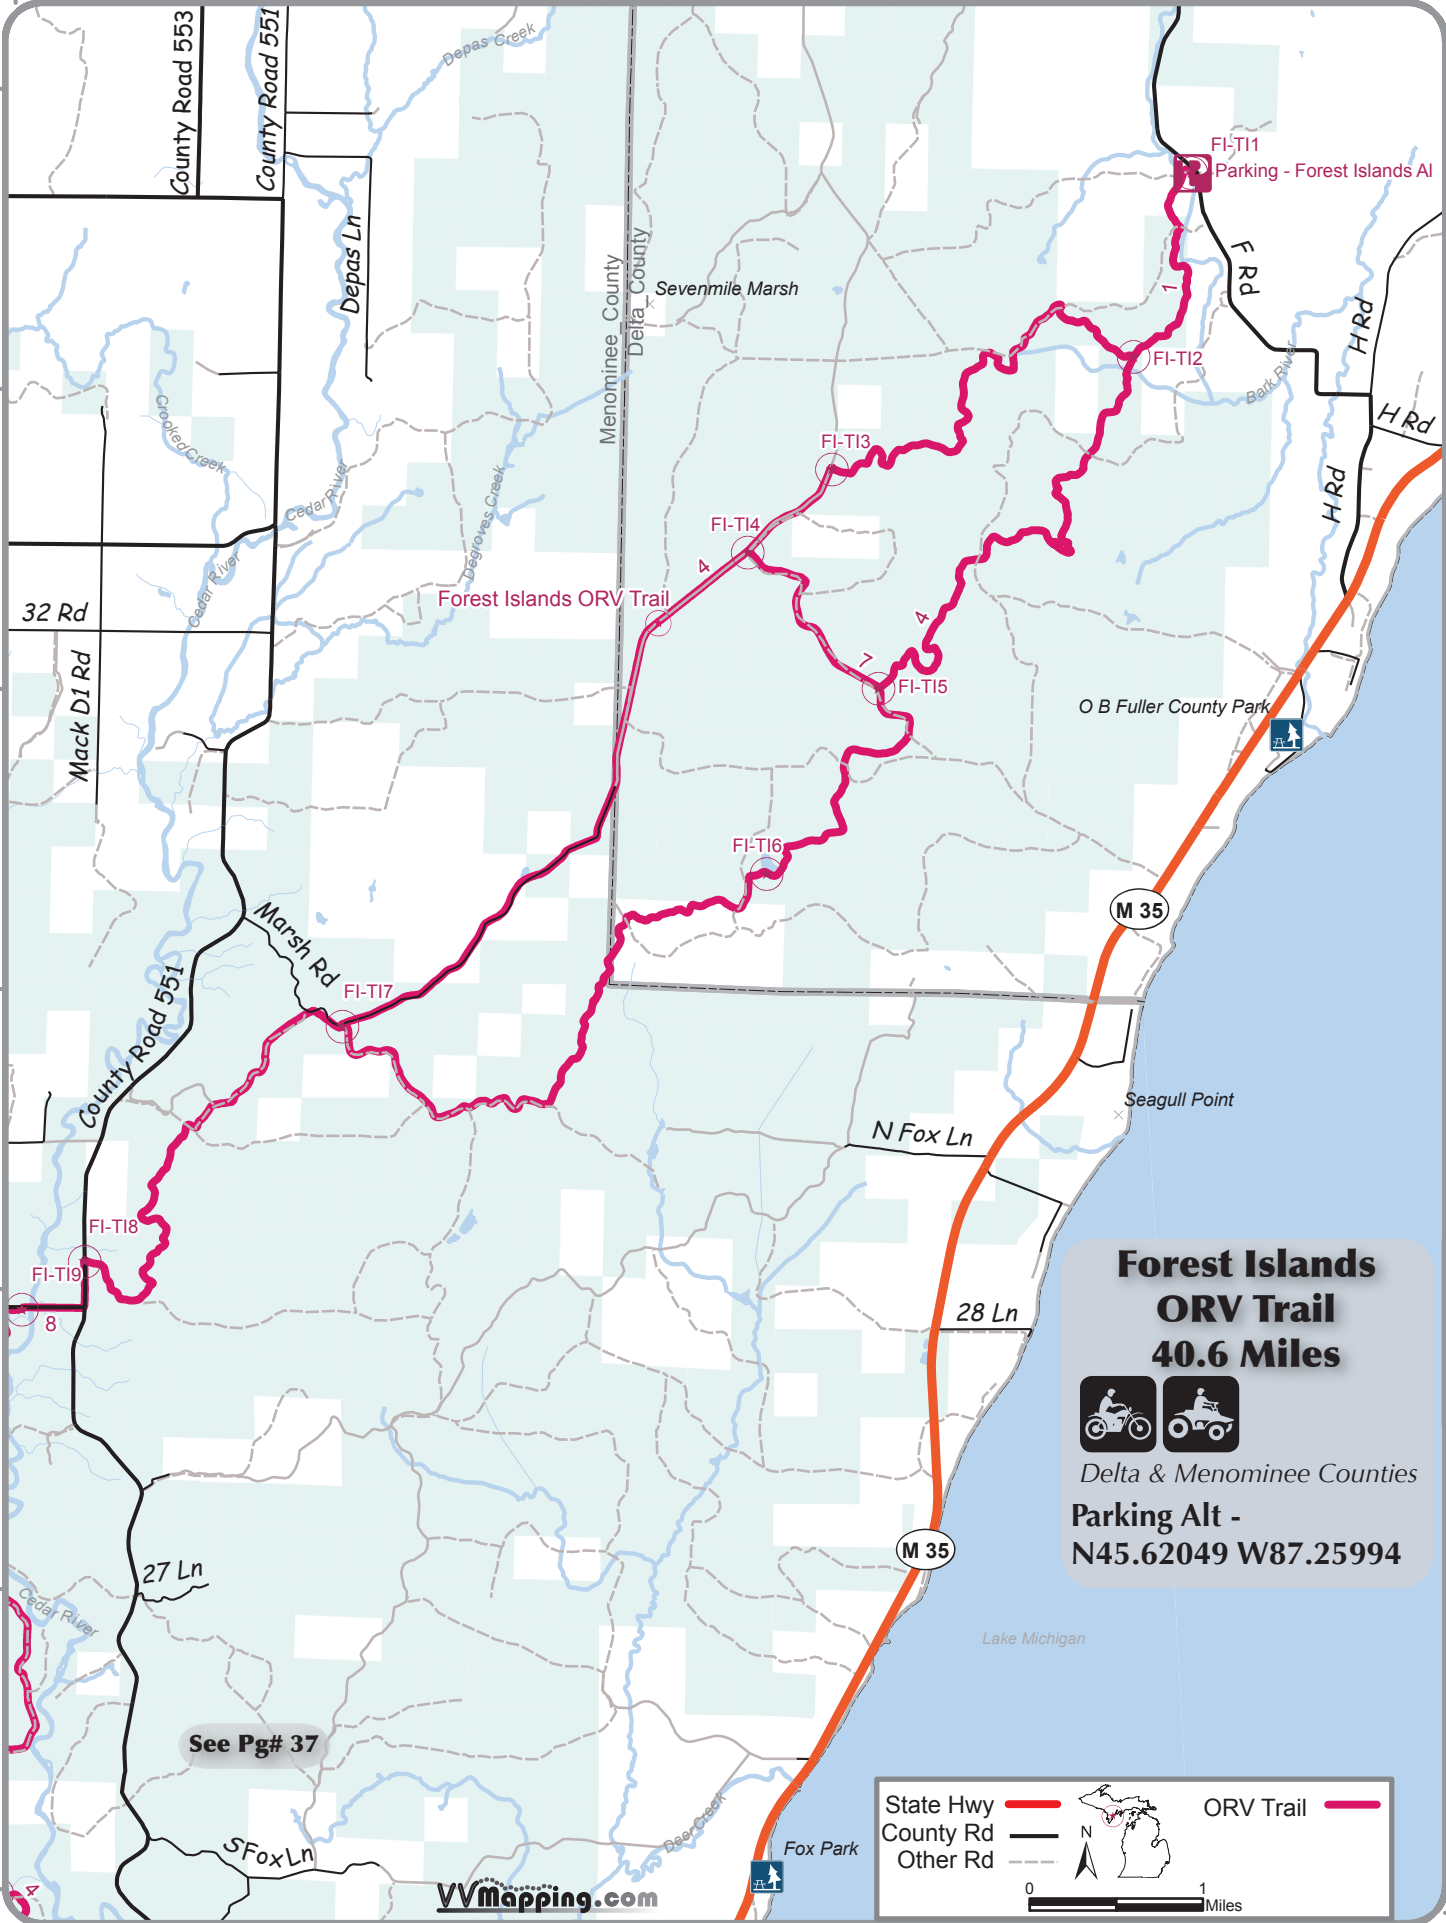 County Road 553
County Road 551
Depas Creek
FI-TI1
Parking - Forest Islands Al
Depas Ln
F Rd
Menominee_County
Delta_County
Sevenmile Marsh
1
H Rd
FI-TI2
Bark River
Crooked Creek
H Rd
FI-TI3
Cedar River
Degroves Creek
H Rd
FI-TI4
4
Cedar River
Forest Islands ORV Trail
32 Rd
4
7
Mack D1 Rd
FI-TI5
O B Fuller County Park
FI-TI6
Marsh Rd
M 35
County Road 551
FI-TI7
Seagull Point
N Fox Ln
FI-TI8
FI-TI9
8
28 Ln
Forest Islands
ORV Trail
40.6 Miles
Delta & Menominee Counties
Parking Alt -
N45.62049 W87.25994
M 35
27 Ln
Cedar River
Lake Michigan
See Pg# 37
Deer Creek
S Fox Ln
Fox Park
4
VVMapping.com
State Hwy
County Rd
Other Rd
N
ORV Trail
0 1
Miles